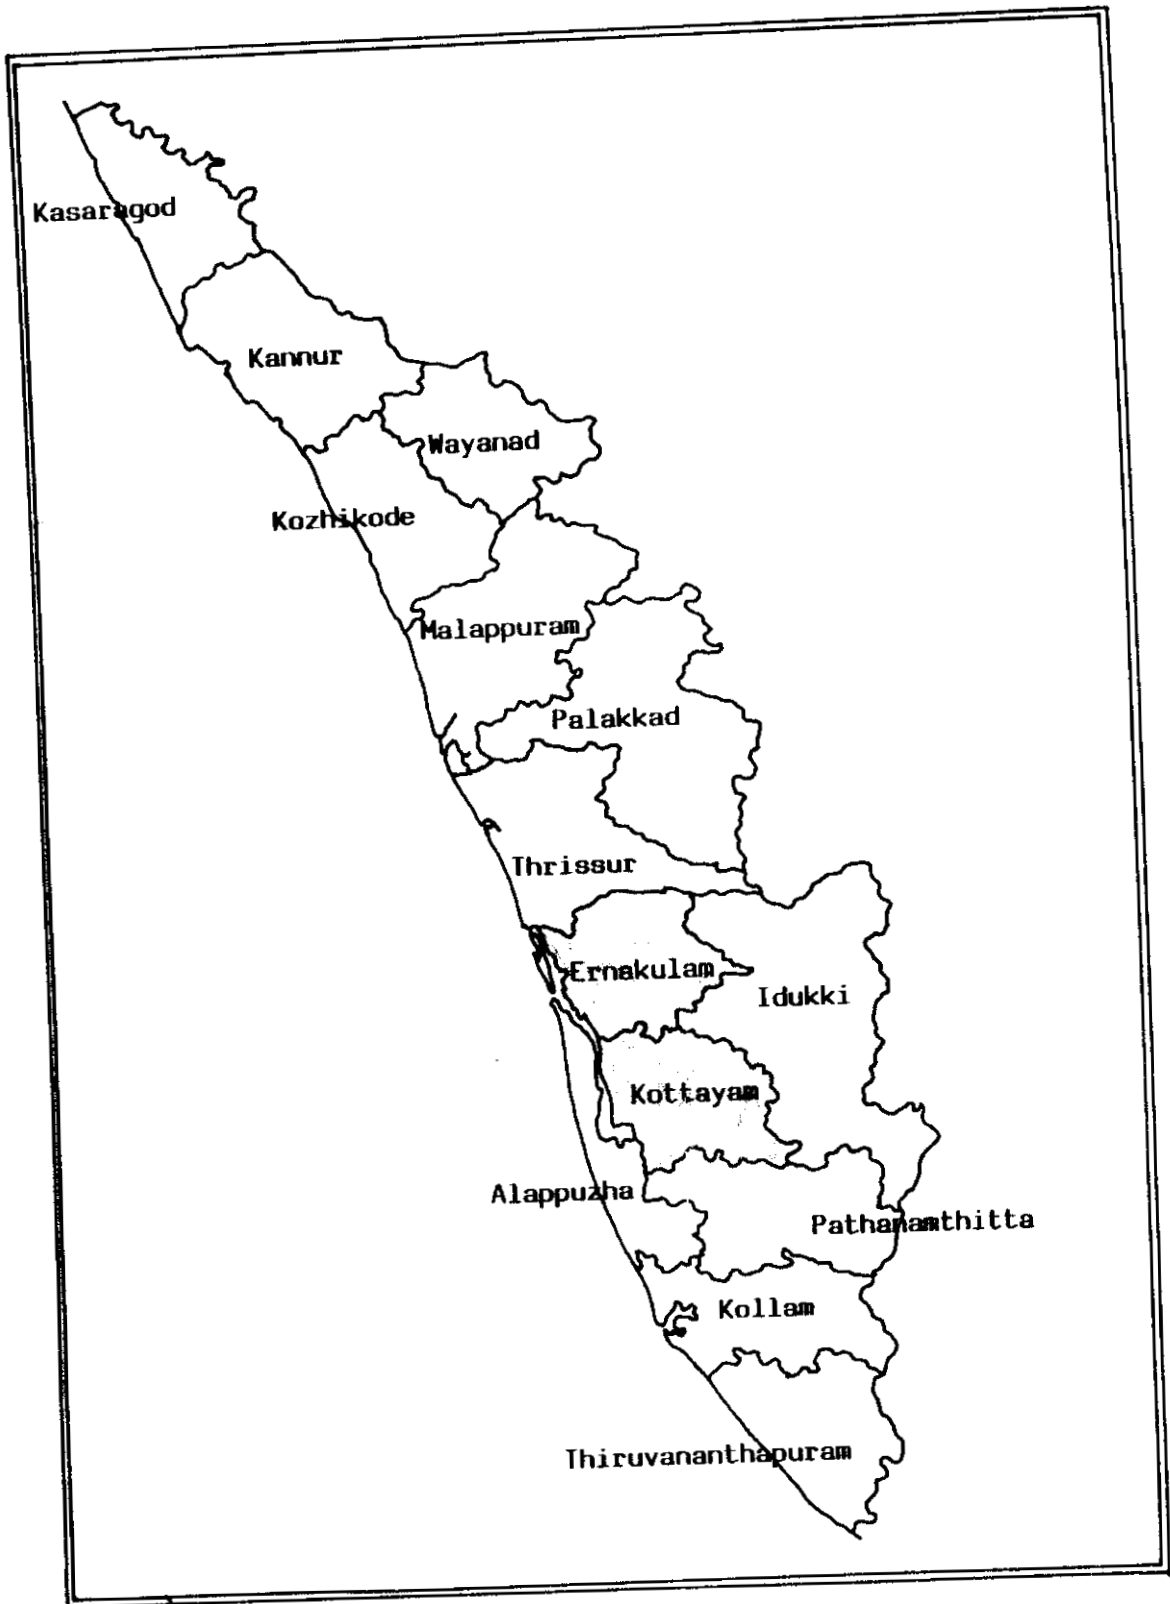 Kasaragod
Kannur
Wayanad
Kozhikode
Malappuram
Palakkad
Thrissur
Ernakulam
Idukki
Kottayam
Alappuzha
Pathanamthitta
Kollam
Thiruvananthapuram